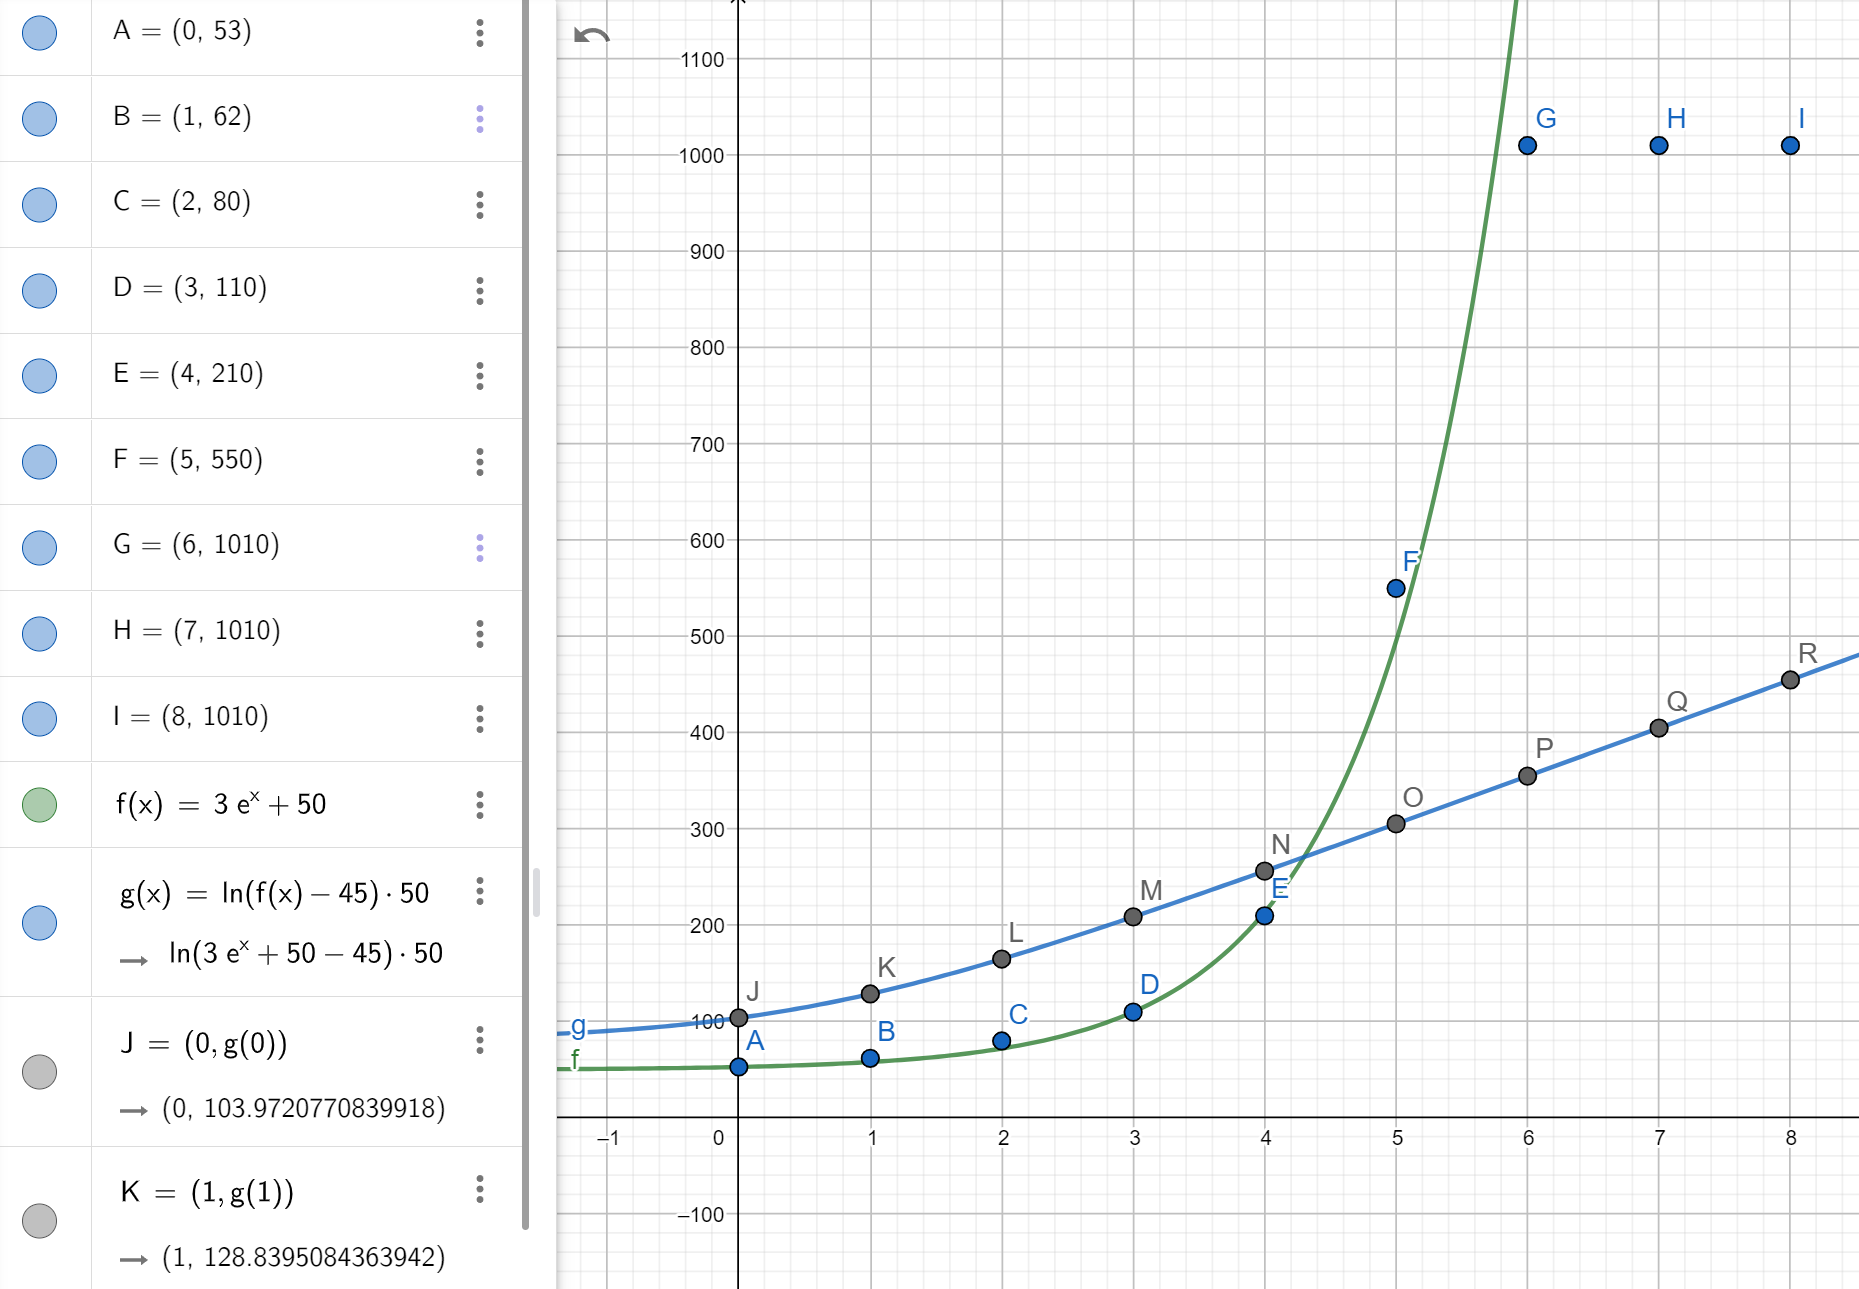 A = (0, 53)
B = (1, 62)
C = (2, 80)
D = (3, 110)
E = (4, 210)
F = (5, 550)
G = (6, 1010)
H = (7, 1010)
I = (8, 1010)
f(x) = 3 eˣ + 50
g(x) = ln(f(x) − 45) · 50
→ ln(3 eˣ + 50 − 45) · 50
J = (0, g(0))
→ (0, 103.9720770839918)
K = (1, g(1))
→ (1, 128.8395084363942)
1100
1000
900
800
700
600
500
400
300
200
100
–100
–1 0 1 2 3 4 5 6 7 8
G H I
F
R
Q
P
O
N
E
M
L
K
J
D
C
B
A
g
f